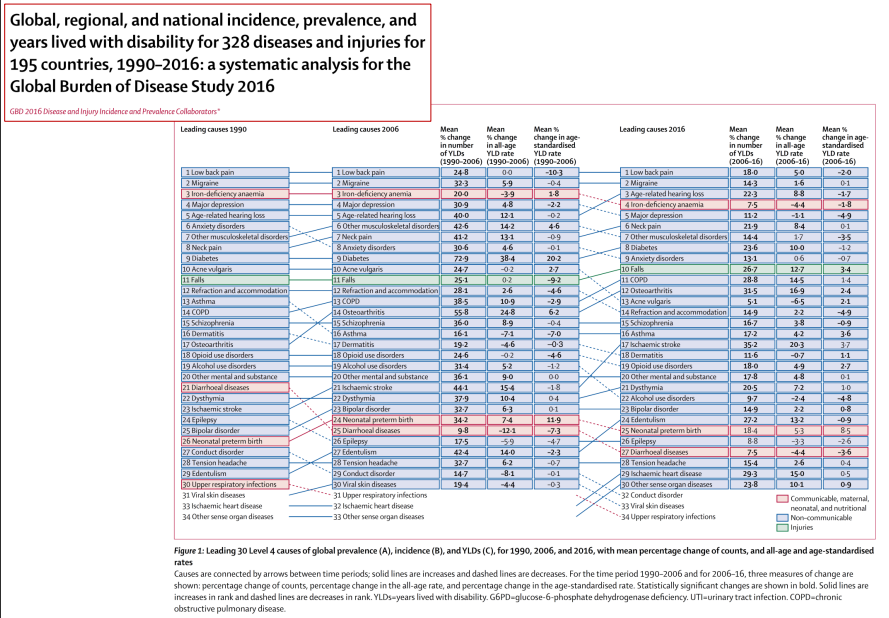 Global, regional, and national incidence, prevalence, and
years lived with disability for 328 diseases and injuries for
195 countries, 1990–2016: a systematic analysis for the
Global Burden of Disease Study 2016
GBD 2016 Disease and Injury Incidence and Prevalence Collaborators*
Leading causes 1990 Leading causes 2006 Mean % change in number of YLDs (1990–2006) Mean % change in all-age YLD rate (1990–2006) Mean % change in age-standardised YLD rate (1990–2006) Leading causes 2016 Mean % change in number of YLDs (2006–16) Mean % change in all-age YLD rate (2006–16) Mean % change in age-standardised YLD rate (2006–16)
1 Low back pain 1 Low back pain 24·8 0·0 –10·3 1 Low back pain 18·0 5·0 –2·0
2 Migraine 2 Migraine 32·3 5·9 –0·4 2 Migraine 14·3 1·6 0·1
3 Iron-deficiency anaemia 3 Iron-deficiency anemia 20·0 –3·9 1·8 3 Age-related hearing loss 22·3 8·8 –1·7
4 Major depression 4 Major depression 30·9 4·8 –2·2 4 Iron-deficiency anemia 7·5 –4·4 –1·8
5 Age-related hearing loss 5 Age-related hearing loss 40·0 12·1 –0·2 5 Major depression 11·2 –1·1 –4·9
6 Anxiety disorders 6 Other musculoskeletal disorders 42·6 14·2 4·6 6 Neck pain 21·9 8·4 0·1
7 Other musculoskeletal disorders 7 Neck pain 41·2 13·1 –0·9 7 Other musculoskeletal disorders 14·4 1·7 –3·5
8 Neck pain 8 Anxiety disorders 30·6 4·6 –0·1 8 Diabetes 23·6 10·0 –1·2
9 Diabetes 9 Diabetes 72·9 38·4 20·2 9 Anxiety disorders 13·1 0·6 –0·7
10 Acne vulgaris 10 Acne vulgaris 24·7 –0·2 2·7 10 Falls 26·7 12·7 3·4
11 Falls 11 Falls 25·1 0·2 –9·2 11 COPD 28·8 14·5 1·4
12 Refraction and accommodation 12 Refraction and accommodation 28·1 2·6 –4·6 12 Osteoarthritis 31·5 16·9 2·4
13 Asthma 13 COPD 38·5 10·9 –2·9 13 Acne vulgaris 5·1 –6·5 2·1
14 COPD 14 Osteoarthritis 55·8 24·8 6·2 14 Refraction and accommodation 14·9 2·2 –4·9
15 Schizophrenia 15 Schizophrenia 36·0 8·9 –0·4 15 Schizophrenia 16·7 3·8 –0·9
16 Dermatitis 16 Asthma 16·1 –7·1 –7·0 16 Asthma 17·2 4·2 3·6
17 Osteoarthritis 17 Dermatitis 19·2 –4·6 –0·3 17 Ischaemic stroke 35·2 20·3 3·7
18 Opioid use disorders 18 Opioid use disorders 24·6 –0·2 –4·6 18 Dermatitis 11·6 –0·7 1·1
19 Alcohol use disorders 19 Alcohol use disorders 31·4 5·2 –1·2 19 Opioid use disorders 18·0 4·9 2·7
20 Other mental and substance 20 Other mental and substance 36·1 9·0 0·0 20 Other mental and substance 17·8 4·8 0·1
21 Diarrhoeal diseases 21 Ischaemic stroke 44·1 15·4 –1·8 21 Dysthymia 20·5 7·2 1·0
22 Dysthymia 22 Dysthymia 37·9 10·4 0·4 22 Alcohol use disorders 9·7 –2·4 –4·8
23 Ischaemic stroke 23 Bipolar disorder 32·7 6·3 0·1 23 Bipolar disorder 14·9 2·2 0·8
24 Epilepsy 24 Neonatal preterm birth 34·2 7·4 11·9 24 Edentulism 27·2 13·2 –0·9
25 Bipolar disorder 25 Diarrhoeal diseases 9·8 –12·1 –7·3 25 Neonatal preterm birth 18·4 5·3 8·5
26 Neonatal preterm birth 26 Epilepsy 17·5 –5·9 –4·7 26 Epilepsy 8·8 –3·3 –2·6
27 Conduct disorder 27 Edentulism 42·4 14·0 –2·3 27 Diarrhoeal diseases 7·5 –4·4 –3·6
28 Tension headache 28 Tension headache 32·7 6·2 –0·7 28 Tension headache 15·4 2·6 0·4
29 Edentulism 29 Conduct disorder 14·7 –8·1 –0·1 29 Ischaemic heart disease 29·3 15·0 0·5
30 Upper respiratory infections 30 Viral skin diseases 19·4 –4·4 –0·3 30 Other sense organ diseases 23·8 10·1 0·9
31 Viral skin diseases 31 Upper respiratory infections 32 Conduct disorder
33 Ischaemic heart disease 32 Ischaemic heart disease 33 Viral skin diseases
34 Other sense organ diseases 33 Other sense organ diseases 34 Upper respiratory infections
Communicable, maternal,
neonatal, and nutritional
Non-communicable
Injuries
Figure 1: Leading 30 Level 4 causes of global prevalence (A), incidence (B), and YLDs (C), for 1990, 2006, and 2016, with mean percentage change of counts, and all-age and age-standardised
rates
Causes are connected by arrows between time periods; solid lines are increases and dashed lines are decreases. For the time period 1990–2006 and for 2006–16, three measures of change are
shown: percentage change of counts, percentage change in the all-age rate, and percentage change in the age-standardised rate. Statistically significant changes are shown in bold. Solid lines are
increases in rank and dashed lines are decreases in rank. YLDs=years lived with disability. G6PD=glucose-6-phosphate dehydrogenase deficiency. UTI=urinary tract infection. COPD=chronic
obstructive pulmonary disease.